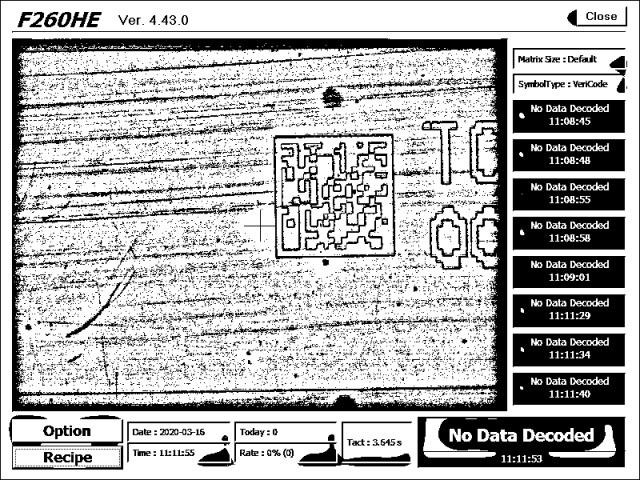 F260HE Ver. 4.43.0
Close
Matrix Size : Default
SymbolType : VeriCode
No Data Decoded
11:08:45
No Data Decoded
11:08:48
No Data Decoded
11:08:55
No Data Decoded
11:08:58
No Data Decoded
11:09:01
No Data Decoded
11:11:29
No Data Decoded
11:11:34
No Data Decoded
11:11:40
Option
Recipe
Date : 2020-03-16
Time : 11:11:55
Today : 0
Rate : 0% (0)
Tact : 3.645 s
No Data Decoded
11:11:53